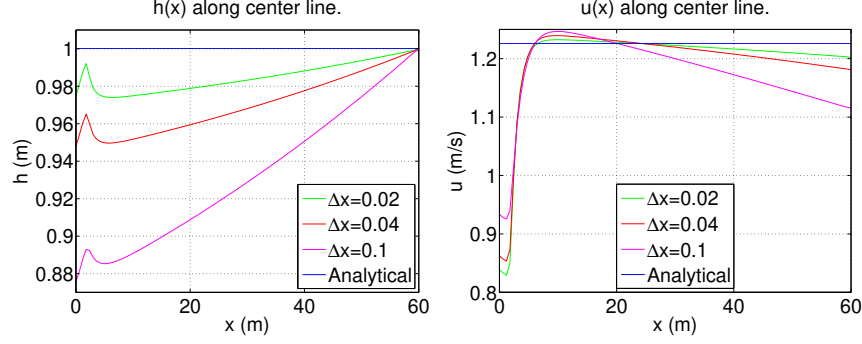 h(x) along center line.
1
0.98
0.96
0.94
0.92
0.9
0.88
h (m)
0
20
40
60
x (m)
Δx=0.02
Δx=0.04
Δx=0.1
Analytical
u(x) along center line.
1.2
1.1
1
0.9
0.8
u (m/s)
0
20
40
60
x (m)
Δx=0.02
Δx=0.04
Δx=0.1
Analytical